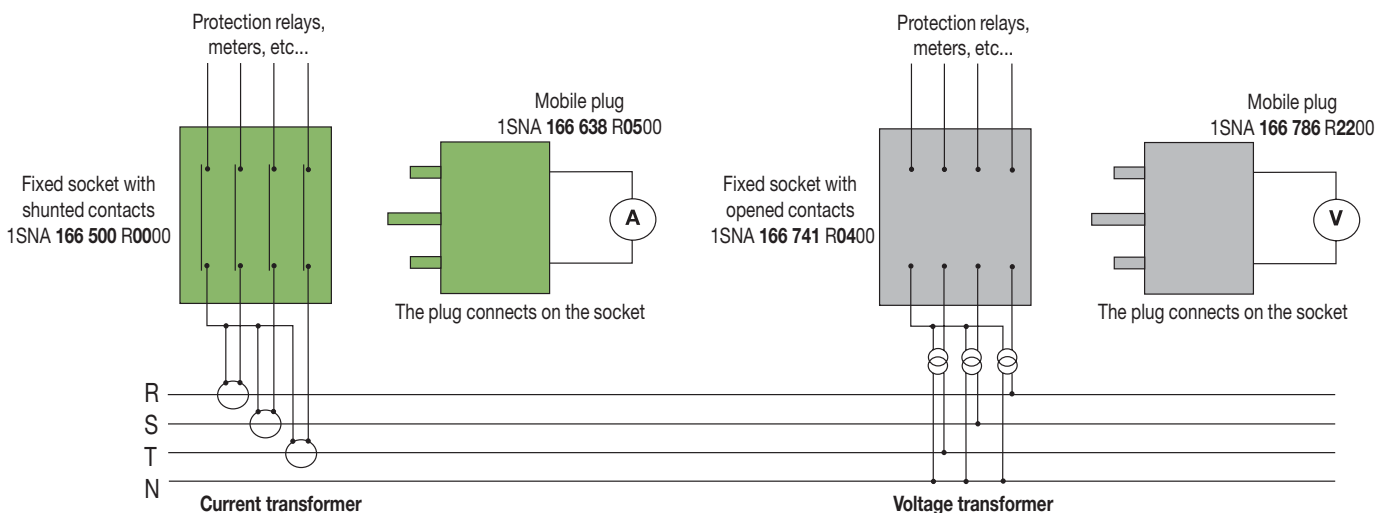 Protection relays,
meters, etc...
Mobile plug
1SNA 166 638 R0500
Fixed socket with
shunted contacts
1SNA 166 500 R0000
A
The plug connects on the socket
Protection relays,
meters, etc...
Mobile plug
1SNA 166 786 R2200
Fixed socket with
opened contacts
1SNA 166 741 R0400
V
The plug connects on the socket
R
S
T
N
Current transformer
Voltage transformer